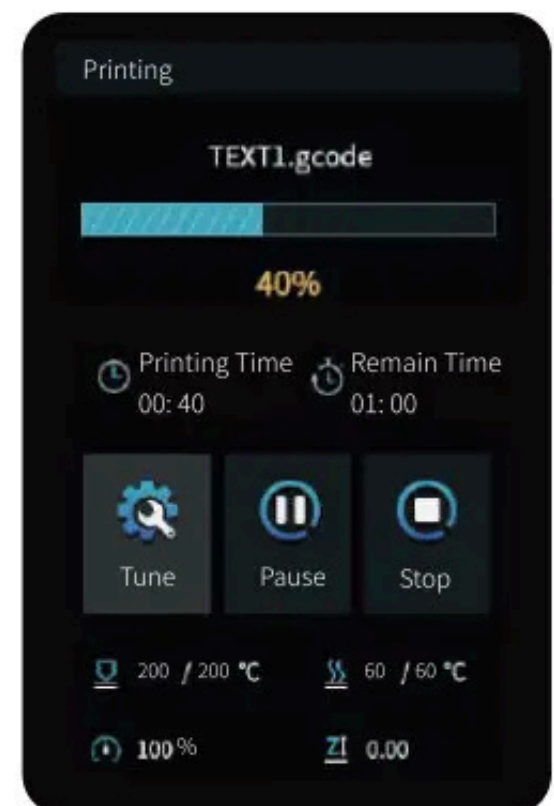 Printing
TEXT1.gcode
40%
Printing Time Remain Time
00: 40 01: 00
Tune Pause Stop
200 / 200 °C 60 / 60 °C
100% Z 0.00